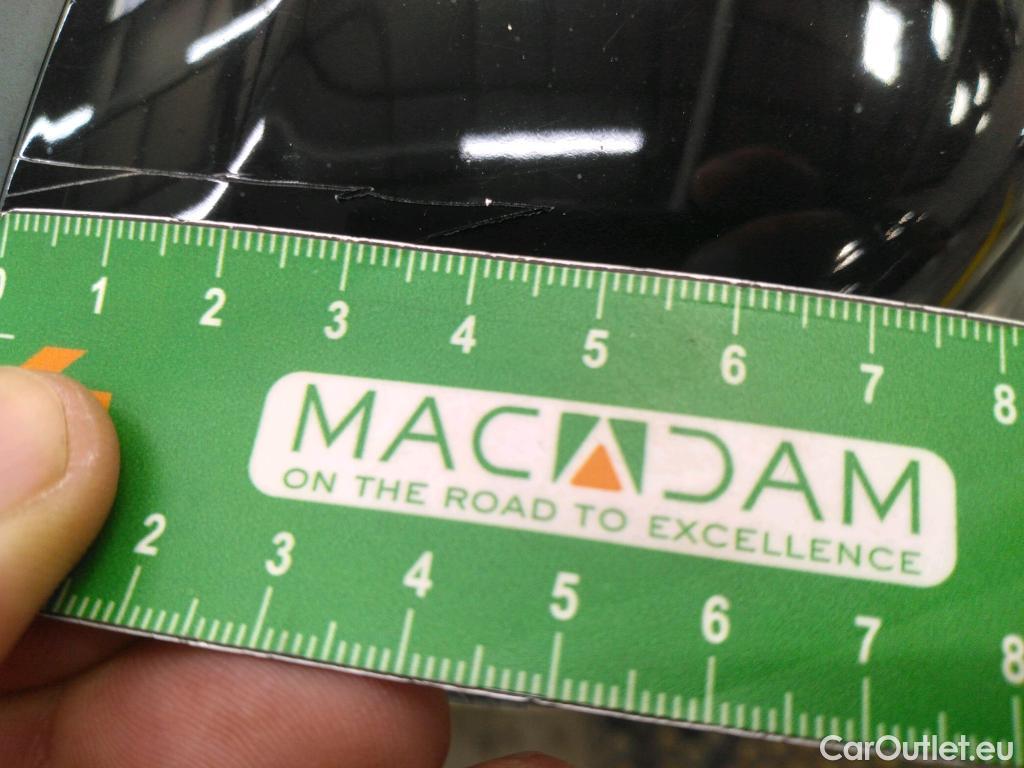 0 1 2 3 4 5 6 7 8
MACADAM
ON THE ROAD TO EXCELLENCE
2 3 4 5 6 7 8
CarOutlet.eu